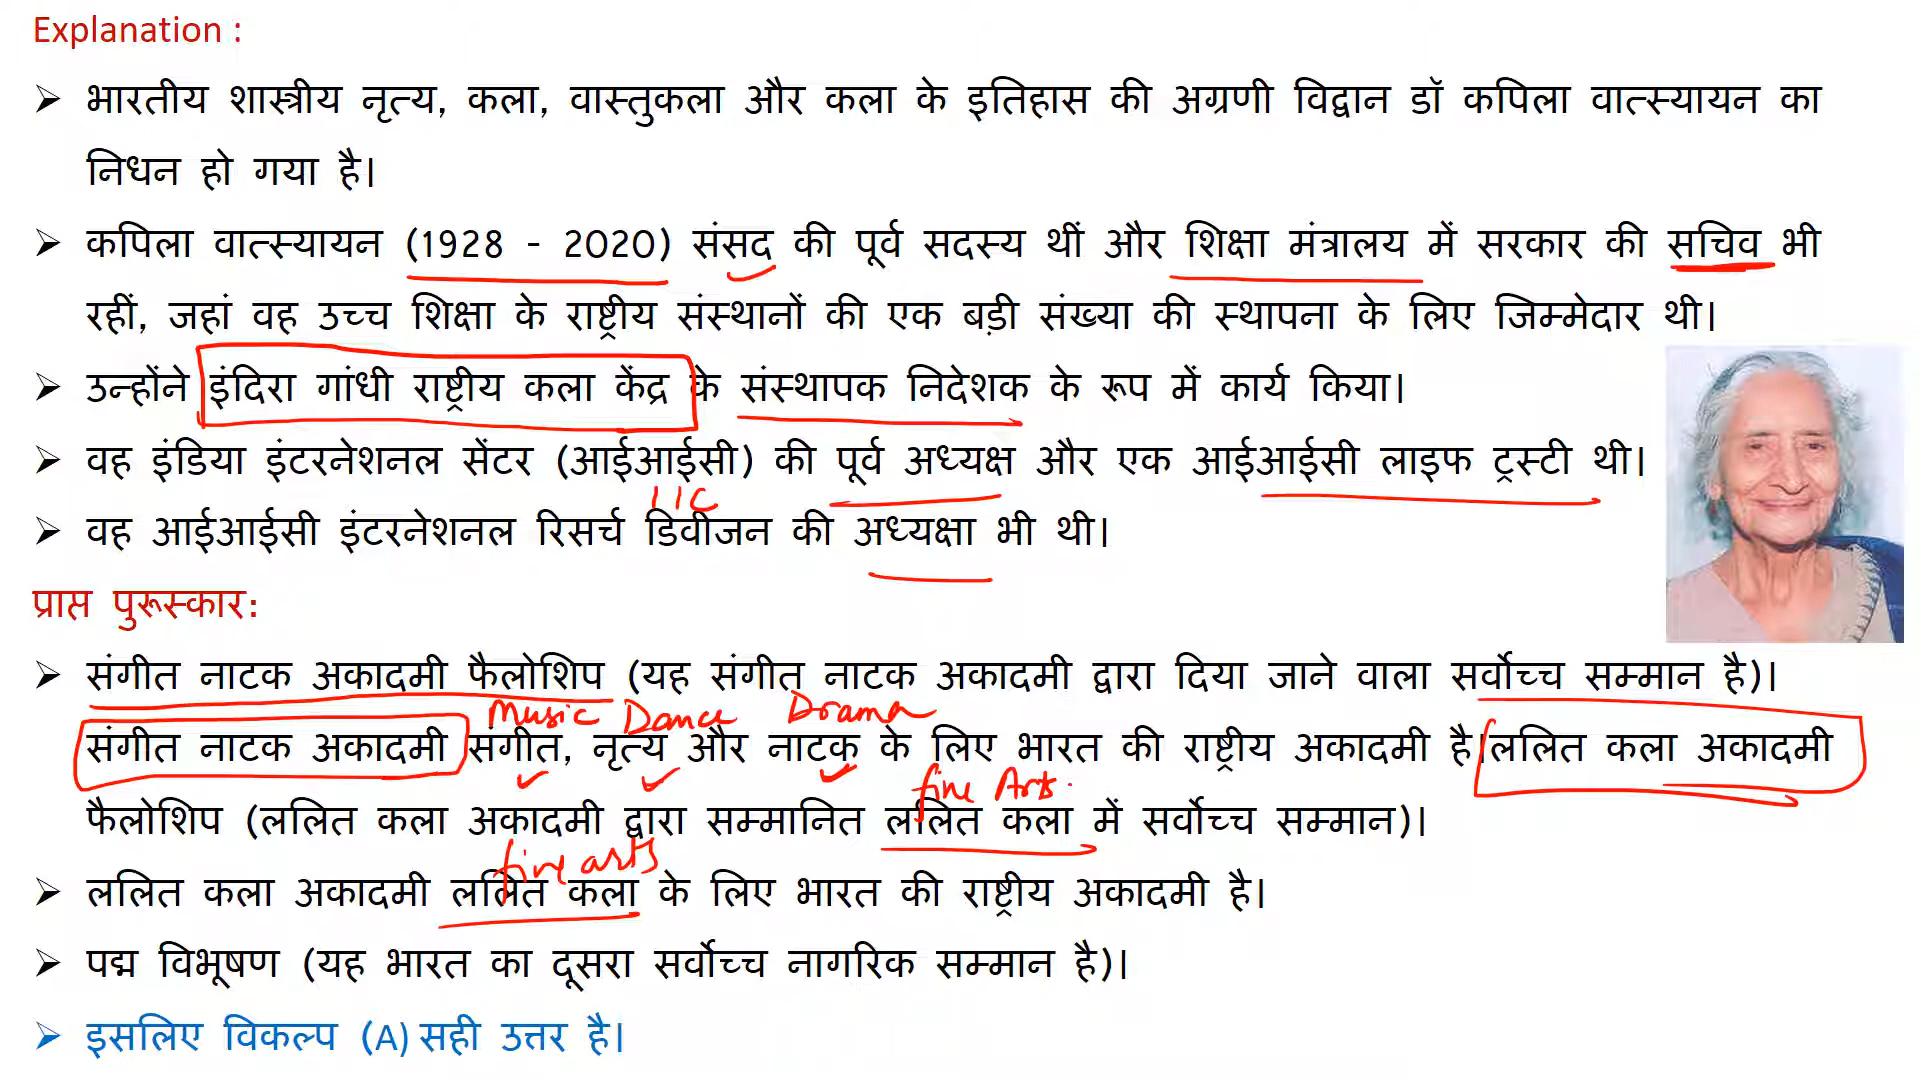 Explanation :
➢ भारतीय शास्त्रीय नृत्य, कला, वास्तुकला और कला के इतिहास की अग्रणी विद्वान डॉ कपिला वात्स्यायन का
निधन हो गया है।
➢ कपिला वात्स्यायन (1928 - 2020) संसद की पूर्व सदस्य थीं और शिक्षा मंत्रालय में सरकार की सचिव भी
रहीं, जहां वह उच्च शिक्षा के राष्ट्रीय संस्थानों की एक बड़ी संख्या की स्थापना के लिए जिम्मेदार थी।
➢ उन्होंने इंदिरा गांधी राष्ट्रीय कला केंद्र के संस्थापक निदेशक के रूप में कार्य किया।
➢ वह इंडिया इंटरनेशनल सेंटर (आईआईसी) की पूर्व अध्यक्ष और एक आईआईसी लाइफ ट्रस्टी थी।
IIC
➢ वह आईआईसी इंटरनेशनल रिसर्च डिवीजन की अध्यक्षा भी थी।
प्राप्त पुरूस्कार:
➢ संगीत नाटक अकादमी फैलोशिप (यह संगीत नाटक अकादमी द्वारा दिया जाने वाला सर्वोच्च सम्मान है)।
Music Dance Drama
संगीत नाटक अकादमी संगीत, नृत्य और नाटक के लिए भारत की राष्ट्रीय अकादमी है।ललित कला अकादमी
fine Arts
फैलोशिप (ललित कला अकादमी द्वारा सम्मानित ललित कला में सर्वोच्च सम्मान)।
fine arts
➢ ललित कला अकादमी ललित कला के लिए भारत की राष्ट्रीय अकादमी है।
➢ पद्म विभूषण (यह भारत का दूसरा सर्वोच्च नागरिक सम्मान है)।
➢ इसलिए विकल्प (A) सही उत्तर है।